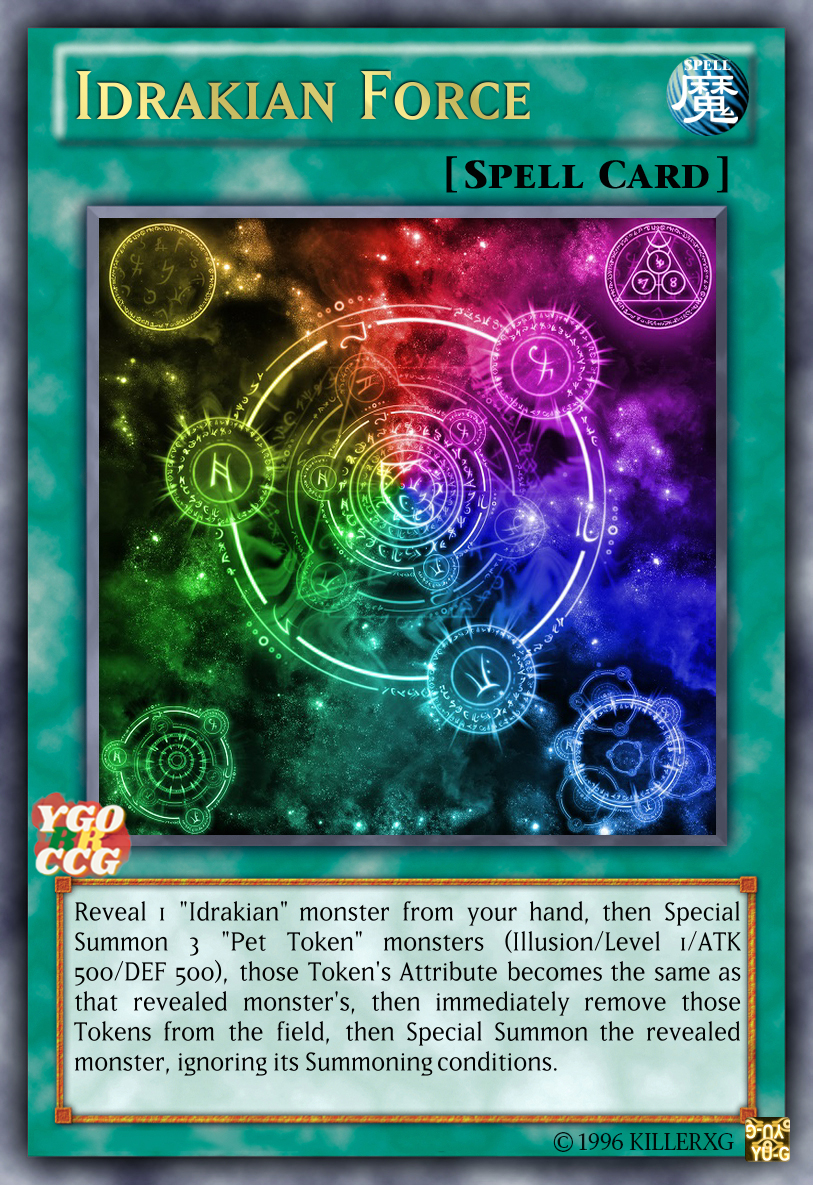 IDRAKIAN FORCE
SPELL
魔
[SPELL CARD]
YGO
BR
CCG
Reveal 1 "Idrakian" monster from your hand, then Special
Summon 3 "Pet Token" monsters (Illusion/Level 1/ATK
500/DEF 500), those Token's Attribute becomes the same as
that revealed monster's, then immediately remove those
Tokens from the field, then Special Summon the revealed
monster, ignoring its Summoning conditions.
© 1996 KILLERXG